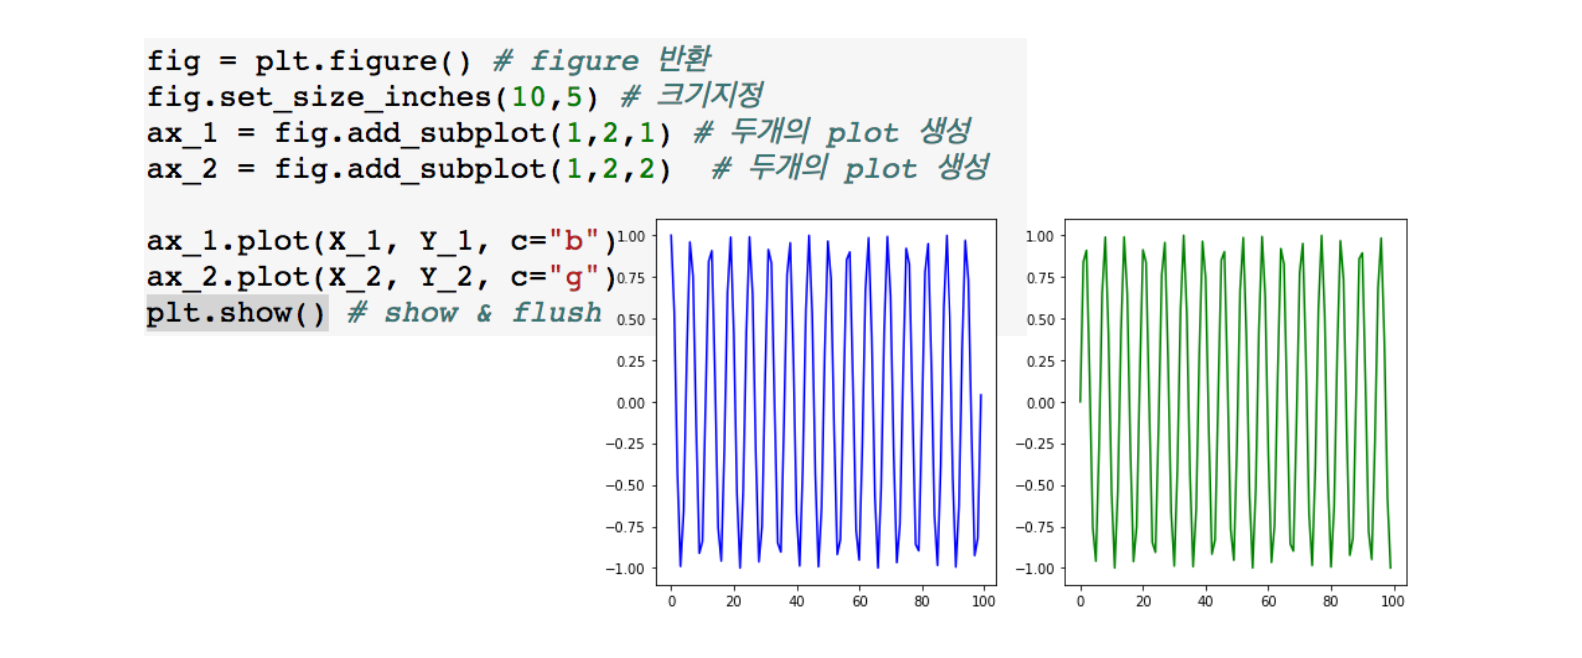 fig = plt.figure() # figure 반환
fig.set_size_inches(10,5) # 크기지정
ax_1 = fig.add_subplot(1,2,1) # 두개의 plot 생성
ax_2 = fig.add_subplot(1,2,2)  # 두개의 plot 생성
ax_1.plot(X_1, Y_1, c="b")
ax_2.plot(X_2, Y_2, c="g")
plt.show() # show & flush
1.00
0.75
0.50
0.25
0.00
−0.25
−0.50
−0.75
−1.00
0 20 40 60 80 100
1.00
0.75
0.50
0.25
0.00
−0.25
−0.50
−0.75
−1.00
0 20 40 60 80 100